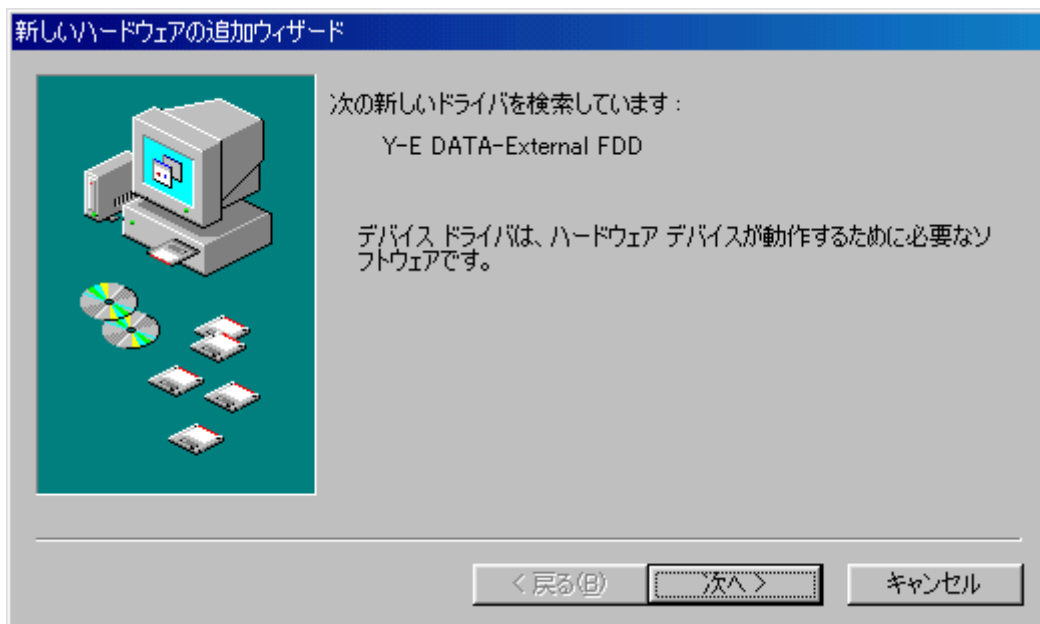 新しいハードウェアの追加ウィザード
次の新しいドライバを検索しています:
Y-E DATA-External FDD
デバイス ドライバは、ハードウェア デバイスが動作するために必要なソ
フトウェアです。
< 戻る(B)
次へ >
キャンセル